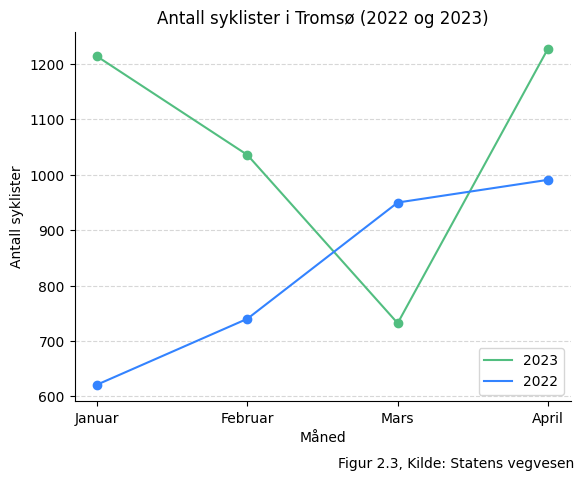 Antall syklister i Tromsø (2022 og 2023)
Antall syklister
1200
1100
1000
900
800
700
600
2023
2022
Januar Februar Mars April
Måned
Figur 2.3, Kilde: Statens vegvesen